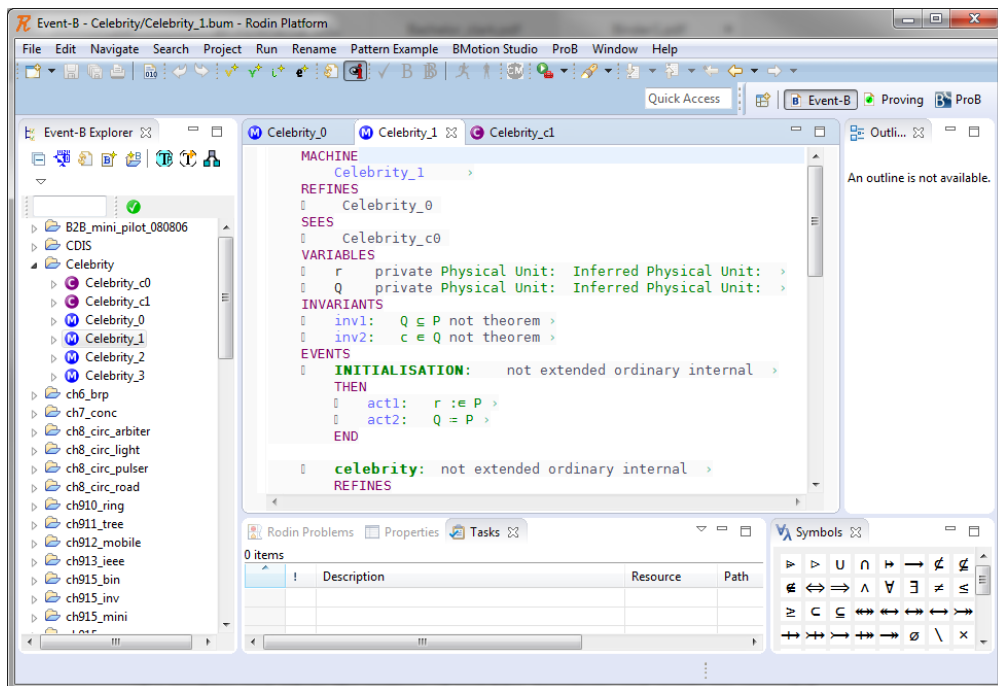 Event-B - Celebrity/Celebrity_1.bum - Rodin Platform
File Edit Navigate Search Project Run Rename Pattern Example BMotion Studio ProB Window Help
Quick Access
Event-B
Proving
ProB
Event-B Explorer
B2B_mini_pilot_080806
CDIS
Celebrity
Celebrity_c0
Celebrity_c1
Celebrity_0
Celebrity_1
Celebrity_2
Celebrity_3
ch6_brp
ch7_conc
ch8_circ_arbiter
ch8_circ_light
ch8_circ_pulser
ch8_circ_road
ch910_ring
ch911_tree
ch912_mobile
ch913_ieee
ch915_bin
ch915_inv
ch915_mini
Celebrity_0 Celebrity_1 Celebrity_c1
MACHINE
Celebrity_1 ›
REFINES
Celebrity_0
SEES
Celebrity_c0
VARIABLES
r private Physical Unit: Inferred Physical Unit: ›
Q private Physical Unit: Inferred Physical Unit: ›
INVARIANTS
inv1: Q ⊆ P not theorem ›
inv2: c ∈ Q not theorem ›
EVENTS
INITIALISATION: not extended ordinary internal ›
THEN
act1: r :∈ P ›
act2: Q ≔ P ›
END
celebrity: not extended ordinary internal ›
REFINES
Outli...
An outline is not available.
Rodin Problems Properties Tasks
0 items
! Description Resource Path
Symbols
⩥ ▷ ∪ ∩ ↦ ⟶ ⊄ ⊈
∉ ⇔ ⇒ ∧ ∀ ∃ ≠ ≤
≥ ⊂ ⊆
∅ \ ×